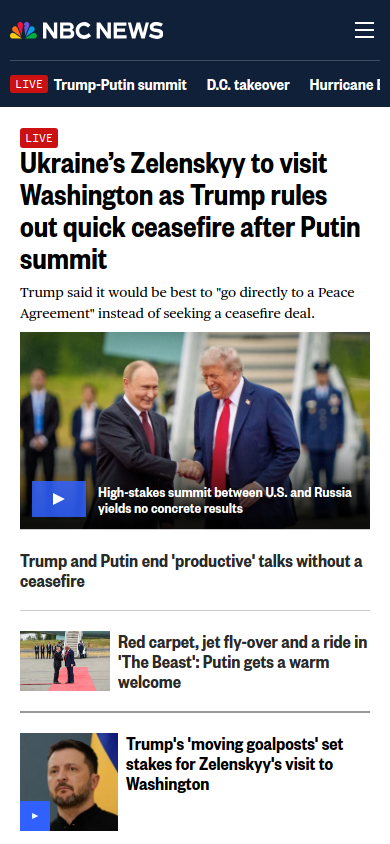 NBC NEWS
LIVE Trump-Putin summit D.C. takeover Hurricane
LIVE
Ukraine’s Zelenskyy to visit
Washington as Trump rules
out quick ceasefire after Putin
summit
Trump said it would be best to "go directly to a Peace
Agreement" instead of seeking a ceasefire deal.
High-stakes summit between U.S. and Russia
yields no concrete results
Trump and Putin end 'productive' talks without a
ceasefire
Red carpet, jet fly-over and a ride in
'The Beast': Putin gets a warm
welcome
Trump's 'moving goalposts' set
stakes for Zelenskyy's visit to
Washington